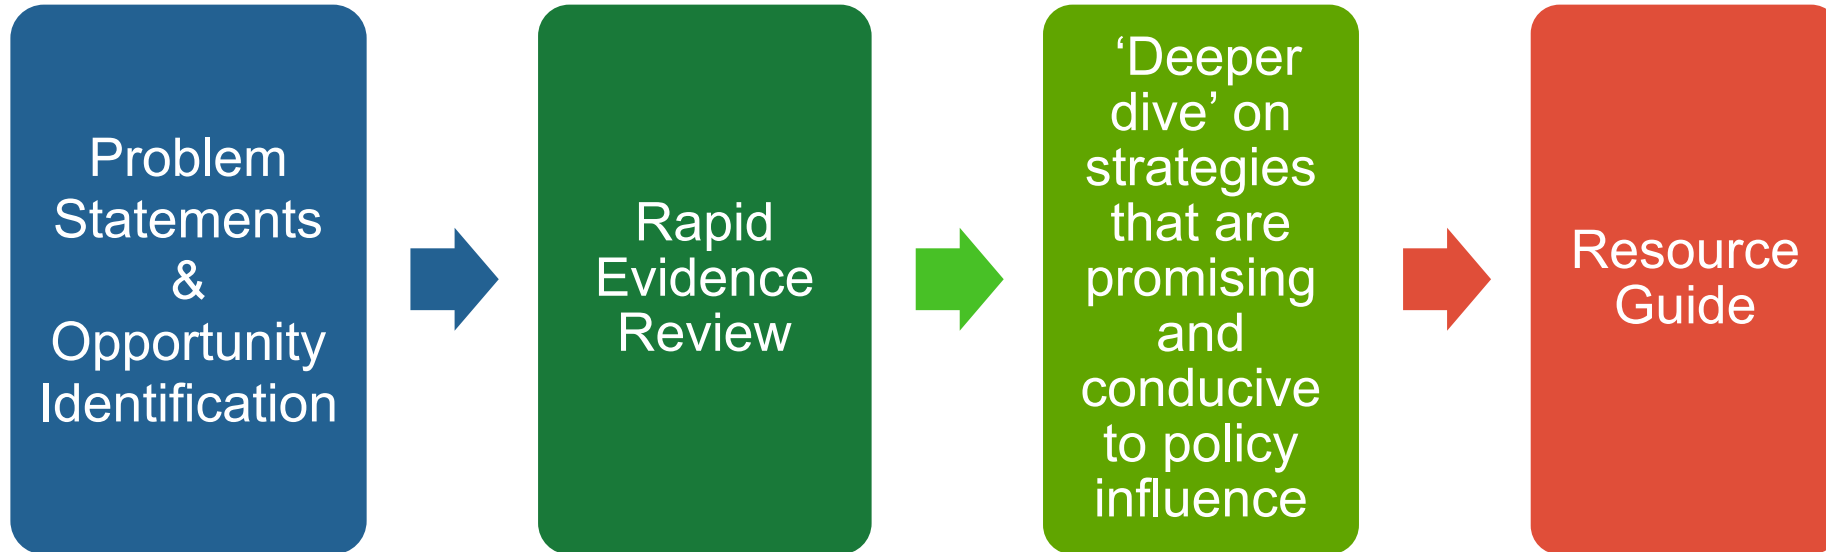 Problem
Statements
&
Opportunity
Identification
Rapid
Evidence
Review
‘Deeper
dive’ on
strategies
that are
promising
and
conducive
to policy
influence
Resource
Guide